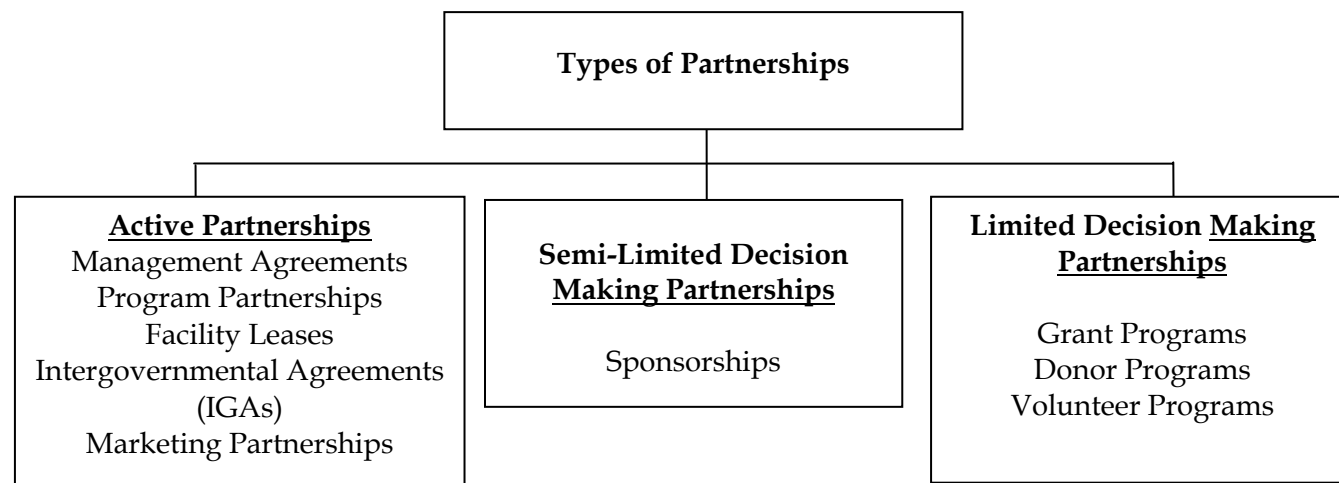 Types of Partnerships
Active Partnerships
Management Agreements
Program Partnerships
Facility Leases
Intergovernmental Agreements
(IGAs)
Marketing Partnerships
Semi-Limited Decision
Making Partnerships
Sponsorships
Limited Decision Making
Partnerships
Grant Programs
Donor Programs
Volunteer Programs